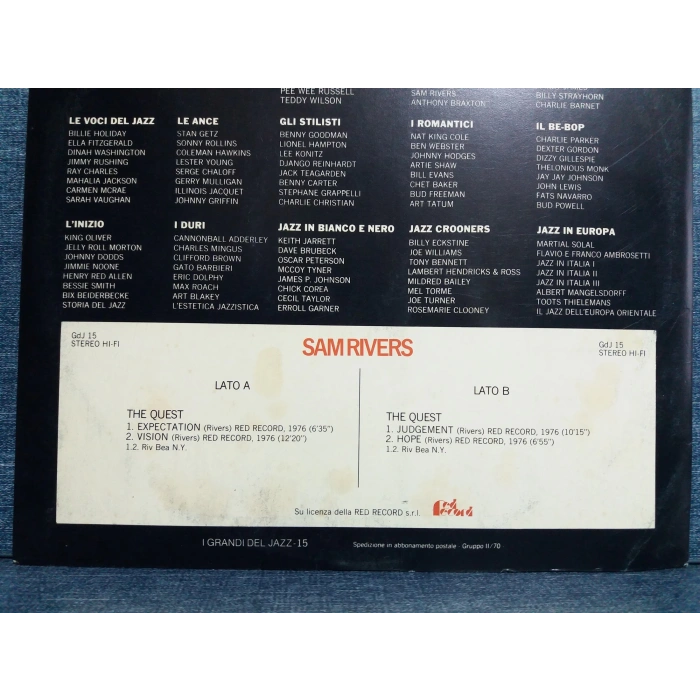 PEE WEE RUSSELL
TEDDY WILSON
SAM RIVERS
ANTHONY BRAXTON
BILLY STRAYHORN
CHARLIE BARNET
LE VOCI DEL JAZZ
BILLIE HOLIDAY
ELLA FITZGERALD
DINAH WASHINGTON
JIMMY RUSHING
RAY CHARLES
MAHALIA JACKSON
CARMEN MCRAE
SARAH VAUGHAN
LE ANCE
STAN GETZ
SONNY ROLLINS
COLEMAN HAWKINS
LESTER YOUNG
SERGE CHALOFF
GERRY MULLIGAN
ILLINOIS JACQUET
JOHNNY GRIFFIN
GLI STILISTI
BENNY GOODMAN
LIONEL HAMPTON
LEE KONITZ
DJANGO REINHARDT
JACK TEAGARDEN
BENNY CARTER
STEPHANE GRAPPELLI
CHARLIE CHRISTIAN
I ROMANTICI
NAT KING COLE
BEN WEBSTER
JOHNNY HODGES
ARTIE SHAW
BILL EVANS
CHET BAKER
BUD FREEMAN
ART TATUM
IL BE-BOP
CHARLIE PARKER
DEXTER GORDON
DIZZY GILLESPIE
THELONIOUS MONK
JAY JAY JOHNSON
JOHN LEWIS
FATS NAVARRO
BUD POWELL
L'INIZIO
KING OLIVER
JELLY ROLL MORTON
JOHNNY DODDS
JIMMIE NOONE
HENRY RED ALLEN
BESSIE SMITH
BIX BEIDERBECKE
STORIA DEL JAZZ
I DURI
CANNONBALL ADDERLEY
CHARLES MINGUS
CLIFFORD BROWN
GATO BARBIERI
ERIC DOLPHY
MAX ROACH
ART BLAKEY
L'ESTETICA JAZZISTICA
JAZZ IN BIANCO E NERO
KEITH JARRETT
DAVE BRUBECK
OSCAR PETERSON
MCCOY TYNER
JAMES P. JOHNSON
CHICK COREA
CECIL TAYLOR
ERROLL GARNER
JAZZ CROONERS
BILLY ECKSTINE
JOE WILLIAMS
TONY BENNETT
LAMBERT HENDRICKS & ROSS
MILDRED BAILEY
MEL TORME
JOE TURNER
ROSEMARIE CLOONEY
JAZZ IN EUROPA
MARTIAL SOLAL
FLAVIO E FRANCO AMBROSETTI
JAZZ IN ITALIA I
JAZZ IN ITALIA II
JAZZ IN ITALIA III
ALBERT MANGELSDORFF
TOOTS THIELEMANS
IL JAZZ DELL'EUROPA ORIENTALE
GdJ 15
STEREO HI-FI
SAM RIVERS
GdJ 15
STEREO HI-FI
LATO A
THE QUEST
1. EXPECTATION (Rivers) RED RECORD, 1976 (6'35")
2. VISION (Rivers) RED RECORD, 1976 (12'20")
1.2. Riv Bea N.Y.
LATO B
THE QUEST
1. JUDGEMENT (Rivers) RED RECORD, 1976 (10'15")
2. HOPE (Rivers) RED RECORD, 1976 (6'55")
1.2. Riv Bea N.Y.
Su licenza della RED RECORD s.r.l.
red record
I GRANDI DEL JAZZ-15
Spedizione in abbonamento postale - Gruppo II/70